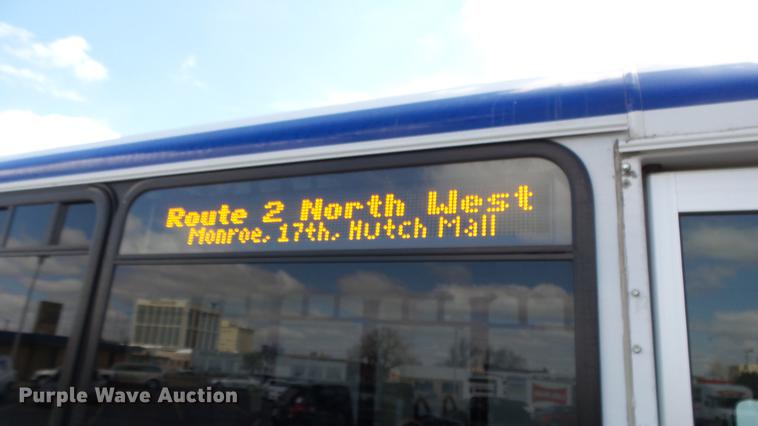 Route 2 North West
Monroe, 17th, Hutch Mall
Purple Wave Auction